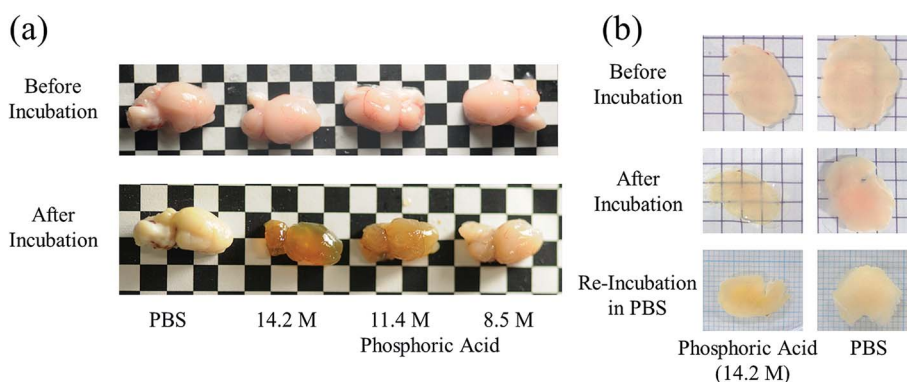 (a)
Before
Incubation
After
Incubation
PBS
14.2 M
11.4 M
8.5 M
Phosphoric Acid
(b)
Before
Incubation
After
Incubation
Re-Incubation
in PBS
Phosphoric Acid
(14.2 M)
PBS